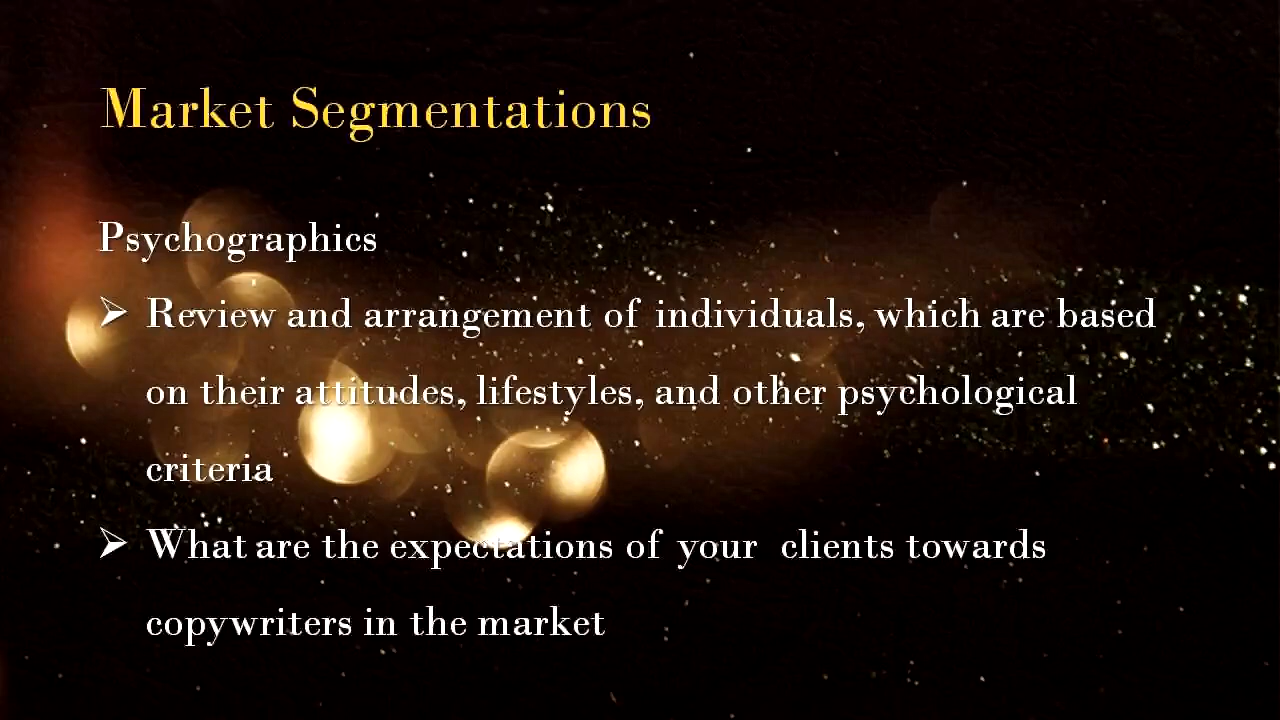 Market Segmentations
Psychographics
➢ Review and arrangement of individuals, which are based
on their attitudes, lifestyles, and other psychological
criteria
➢ What are the expectations of your clients towards
copywriters in the market